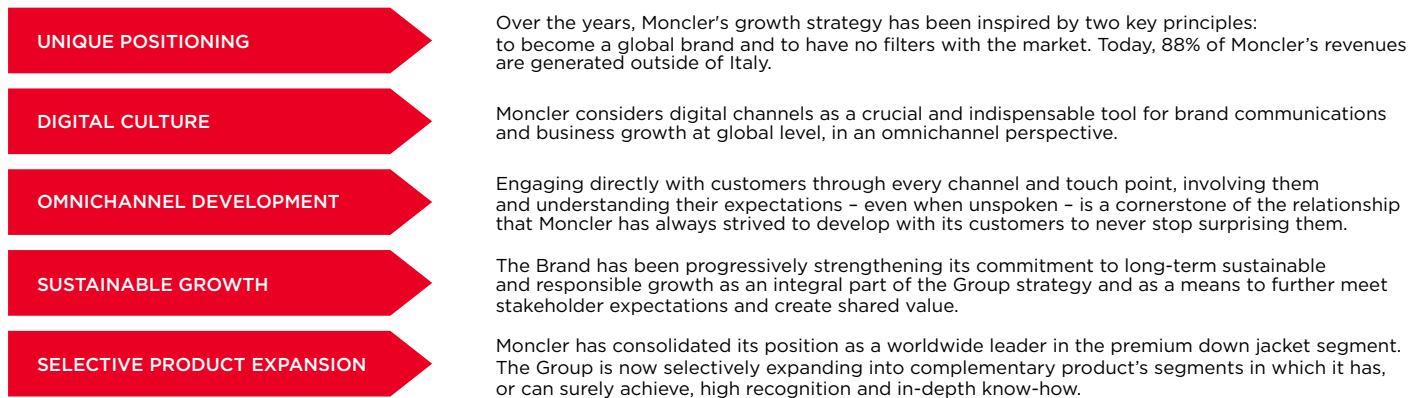 UNIQUE POSITIONING
Over the years, Moncler's growth strategy has been inspired by two key principles:
to become a global brand and to have no filters with the market. Today, 88% of Moncler’s revenues
are generated outside of Italy.
DIGITAL CULTURE
Moncler considers digital channels as a crucial and indispensable tool for brand communications
and business growth at global level, in an omnichannel perspective.
OMNICHANNEL DEVELOPMENT
Engaging directly with customers through every channel and touch point, involving them
and understanding their expectations – even when unspoken – is a cornerstone of the relationship
that Moncler has always strived to develop with its customers to never stop surprising them.
SUSTAINABLE GROWTH
The Brand has been progressively strengthening its commitment to long-term sustainable
and responsible growth as an integral part of the Group strategy and as a means to further meet
stakeholder expectations and create shared value.
SELECTIVE PRODUCT EXPANSION
Moncler has consolidated its position as a worldwide leader in the premium down jacket segment.
The Group is now selectively expanding into complementary product’s segments in which it has,
or can surely achieve, high recognition and in-depth know-how.